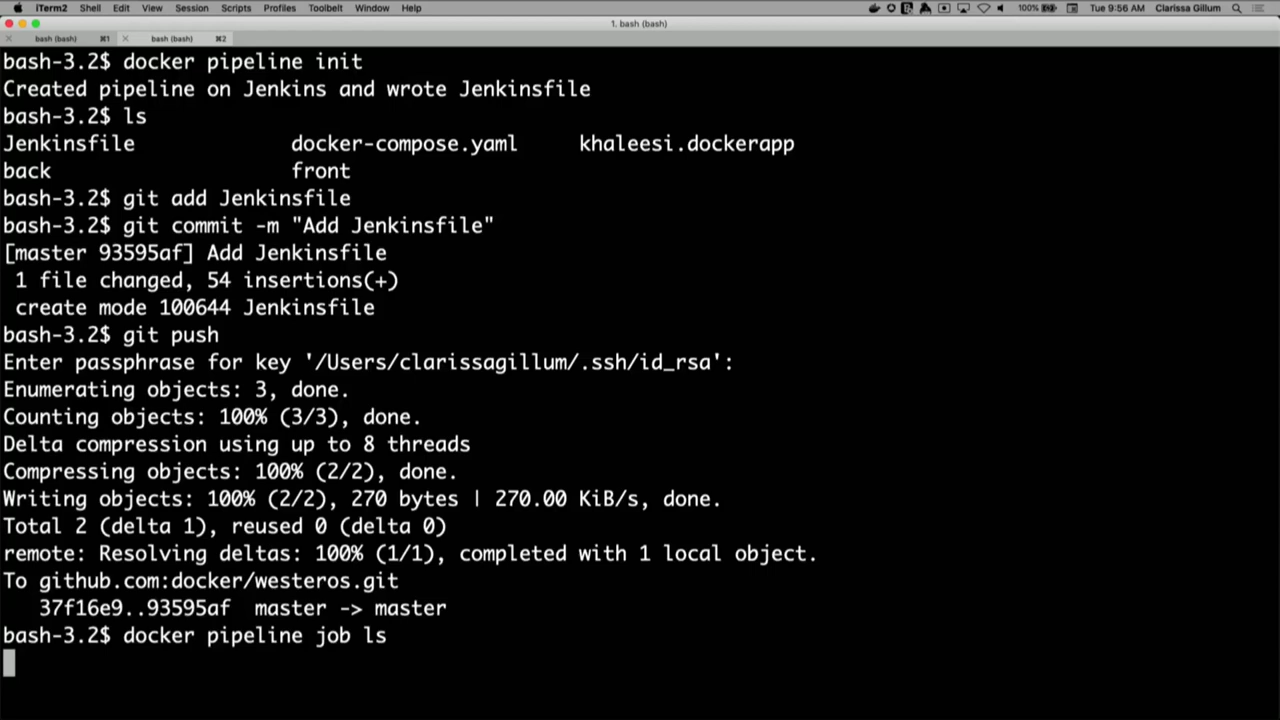 iTerm2 Shell Edit View Session Scripts Profiles Toolbelt Window Help 100% Tue 9:56 AM Clarissa Gillum
1. bash (bash)
bash (bash) ⌘1 bash (bash) ⌘2
bash-3.2$ docker pipeline init
Created pipeline on Jenkins and wrote Jenkinsfile
bash-3.2$ ls
Jenkinsfile docker-compose.yaml khaleesi.dockerapp
back front
bash-3.2$ git add Jenkinsfile
bash-3.2$ git commit -m "Add Jenkinsfile"
[master 93595af] Add Jenkinsfile
1 file changed, 54 insertions(+)
create mode 100644 Jenkinsfile
bash-3.2$ git push
Enter passphrase for key '/Users/clarissagillum/.ssh/id_rsa':
Enumerating objects: 3, done.
Counting objects: 100% (3/3), done.
Delta compression using up to 8 threads
Compressing objects: 100% (2/2), done.
Writing objects: 100% (2/2), 270 bytes | 270.00 KiB/s, done.
Total 2 (delta 1), reused 0 (delta 0)
remote: Resolving deltas: 100% (1/1), completed with 1 local object.
To github.com:docker/westeros.git
37f16e9..93595af master -> master
bash-3.2$ docker pipeline job ls